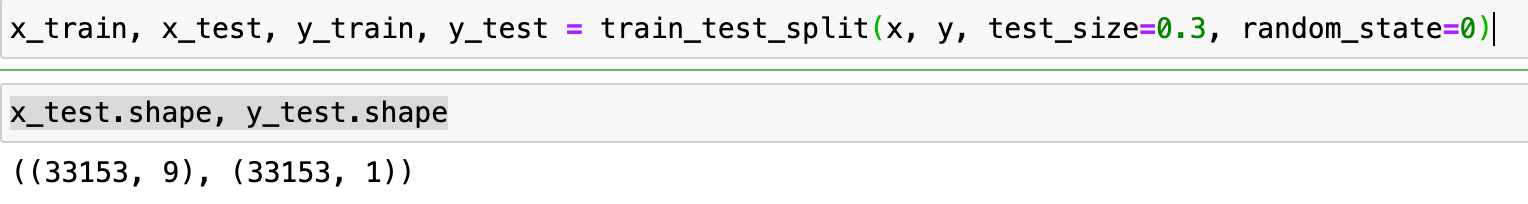 x_train, x_test, y_train, y_test = train_test_split(x, y, test_size=0.3, random_state=0)
x_test.shape, y_test.shape
((33153, 9), (33153, 1))